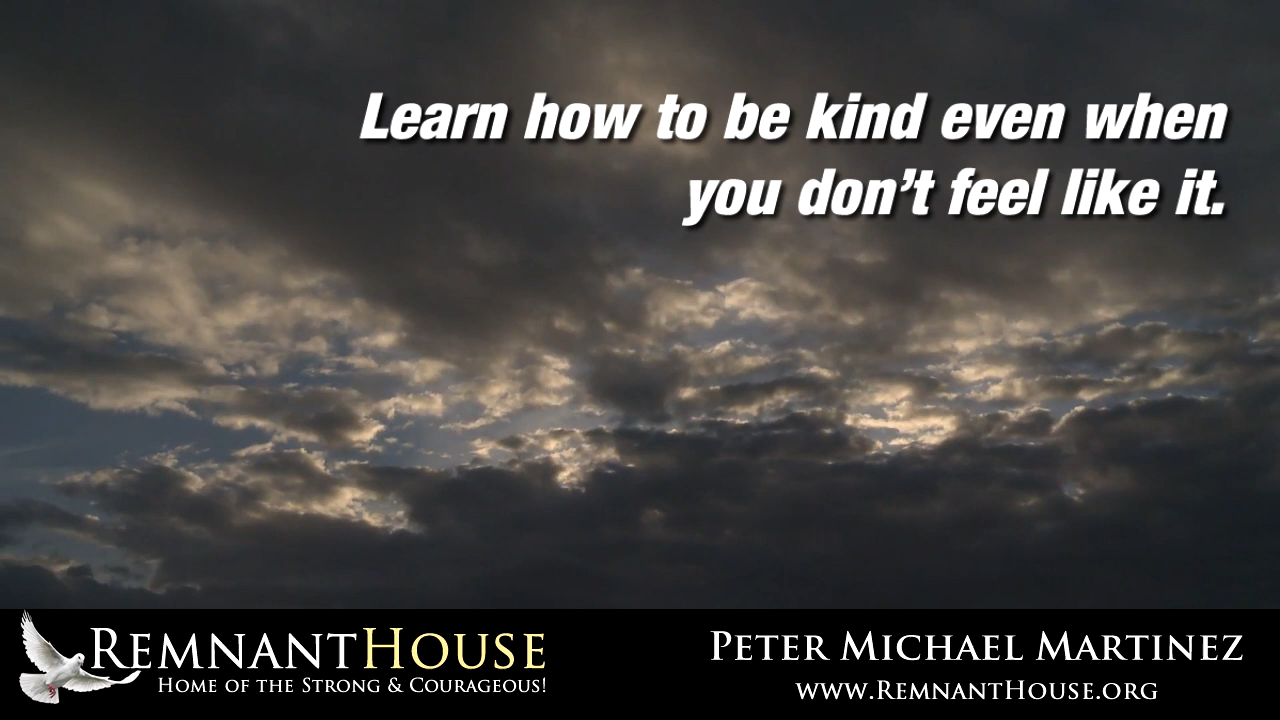 Learn how to be kind even when
you don’t feel like it.
REMNANTHOUSE
HOME OF THE STRONG & COURAGEOUS!
PETER MICHAEL MARTINEZ
WWW.REMNANTHOUSE.ORG